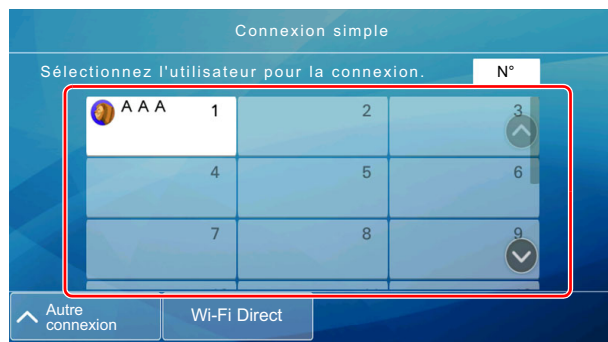 Connexion simple
Sélectionnez l'utilisateur pour la connexion.
N°
A A A 1
2
3
4
5
6
7
8
9
Autre
connexion
Wi-Fi Direct